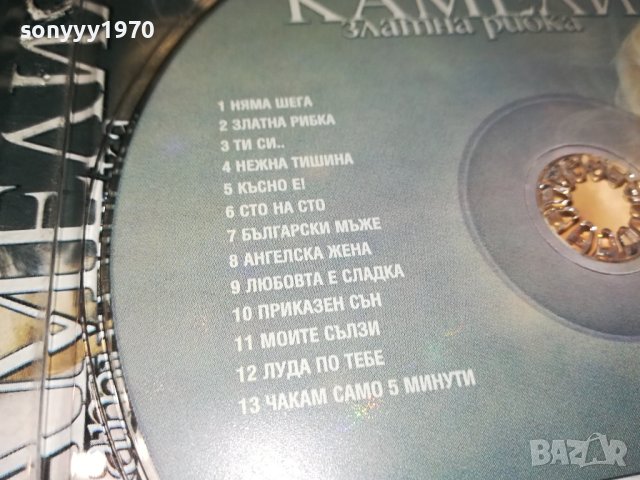 sonyyy1970
КАМЕЛИ
златна рибка
1 НЯМА ШЕГА
2 ЗЛАТНА РИБКА
3 ТИ СИ..
4 НЕЖНА ТИШИНА
5 КЪСНО Е!
6 СТО НА СТО
7 БЪЛГАРСКИ МЪЖЕ
8 АНГЕЛСКА ЖЕНА
9 ЛЮБОВТА Е СЛАДКА
10 ПРИКАЗЕН СЪН
11 МОИТЕ СЪЛЗИ
12 ЛУДА ПО ТЕБЕ
13 ЧАКАМ САМО 5 МИНУТИ
BAZAR